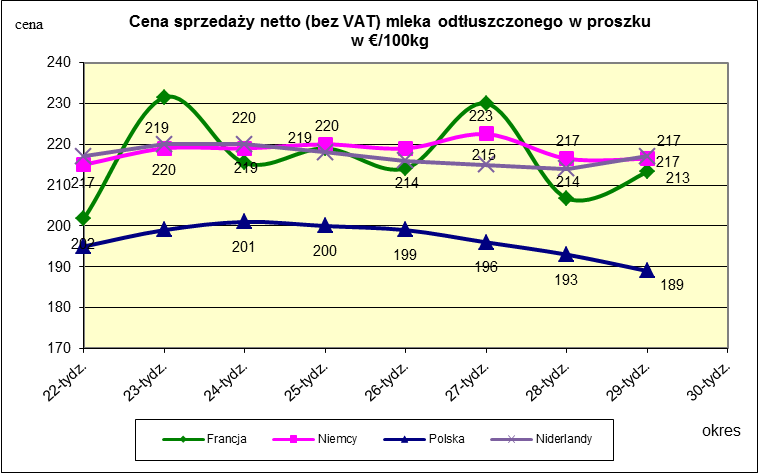 cena
Cena sprzedaży netto (bez VAT) mleka odtłuszczonego w proszku
w €/100kg
240
230
220
210
200
190
180
170
219
220
219
220
223
217
217
217
220
219
214
215
214
217
213
202
201
200
199
196
193
189
22-tydz.
23-tydz.
24-tydz.
25-tydz.
26-tydz.
27-tydz.
28-tydz.
29-tydz.
30-tydz.
okres
Francja
Niemcy
Polska
Niderlandy